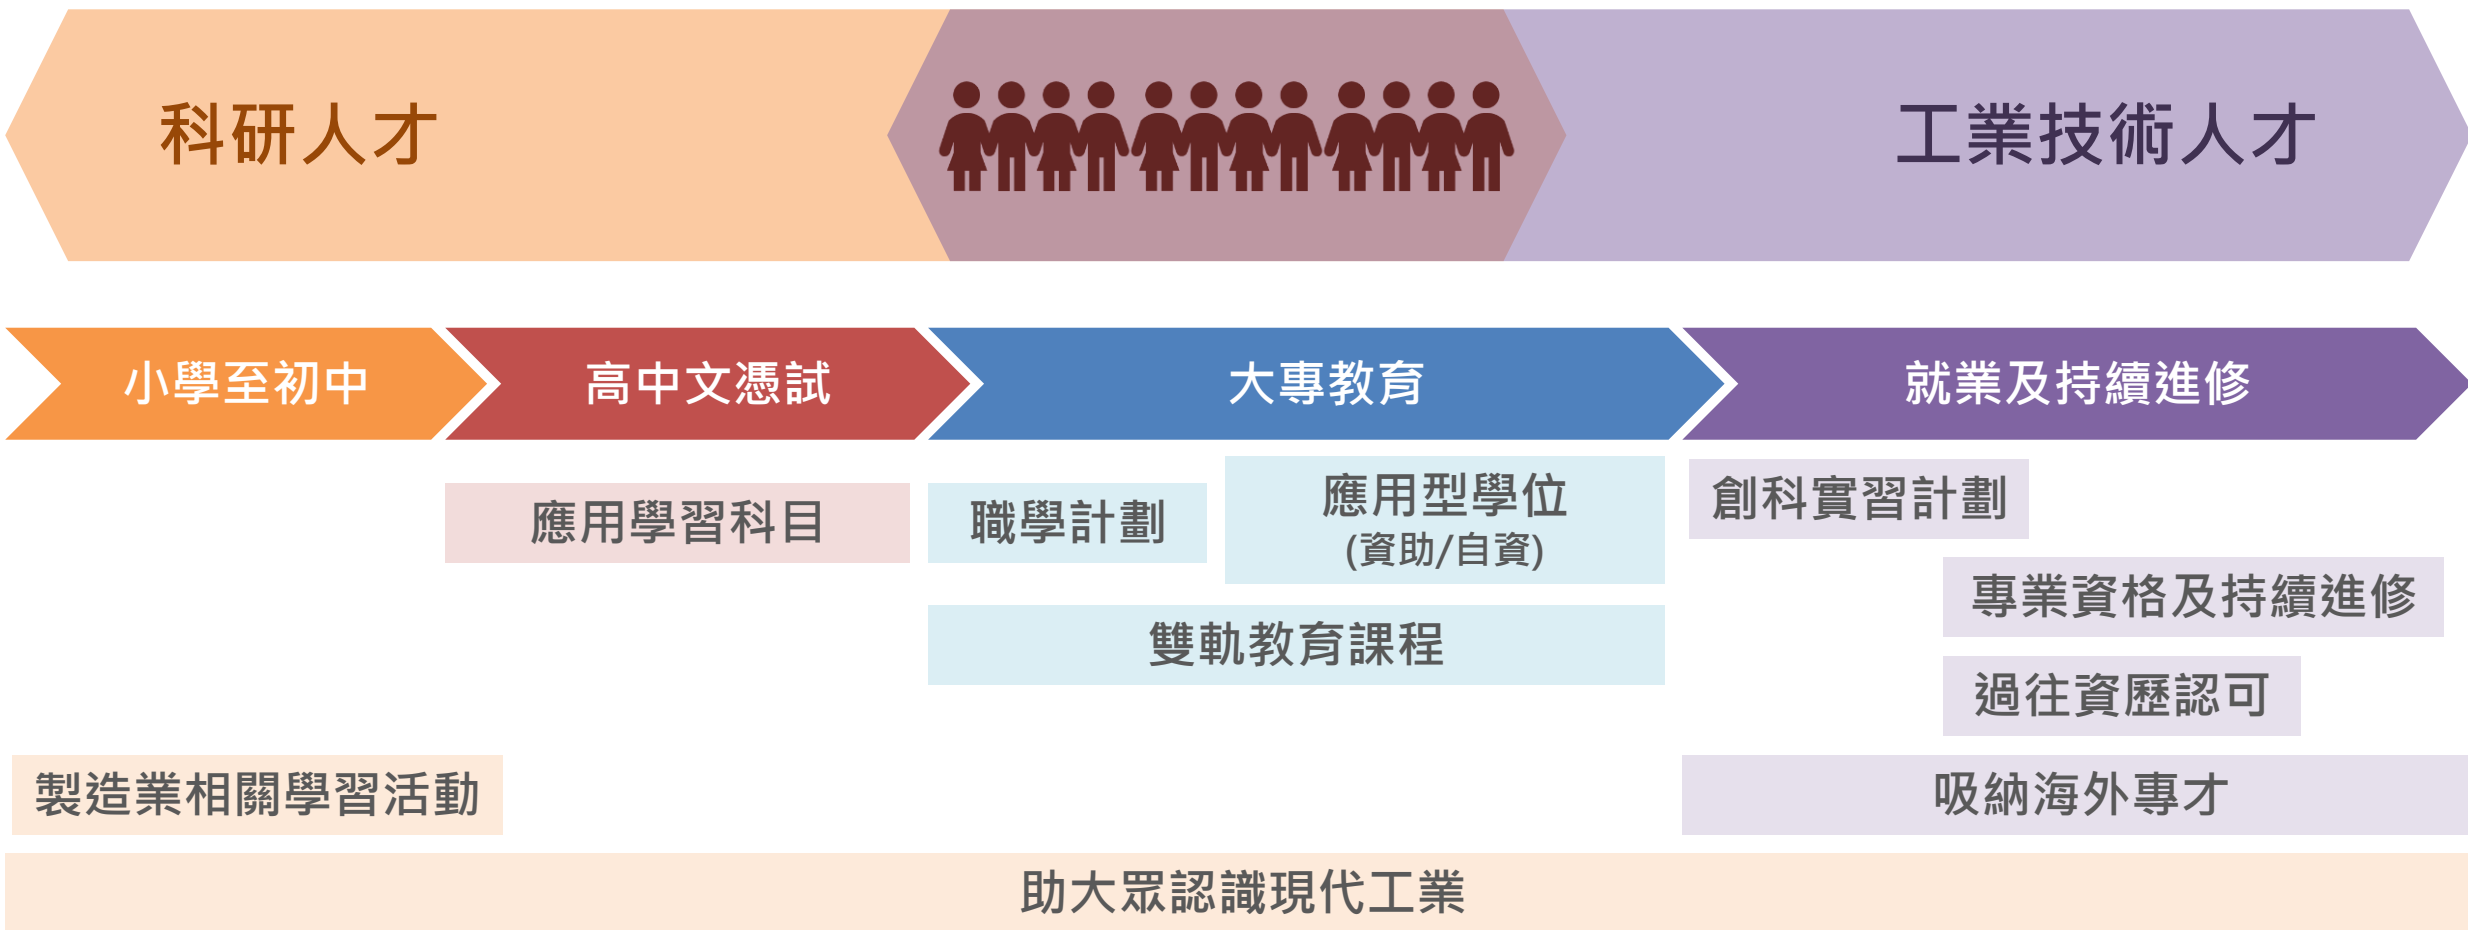 科研人才
工業技術人才
小學至初中
高中文憑試
大專教育
就業及持續進修
應用學習科目
職學計劃
應用型學位
(資助/自資)
創科實習計劃
專業資格及持續進修
雙軌教育課程
過往資歷認可
製造業相關學習活動
吸納海外專才
助大眾認識現代工業